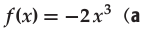 f(x) = −2x³ (a